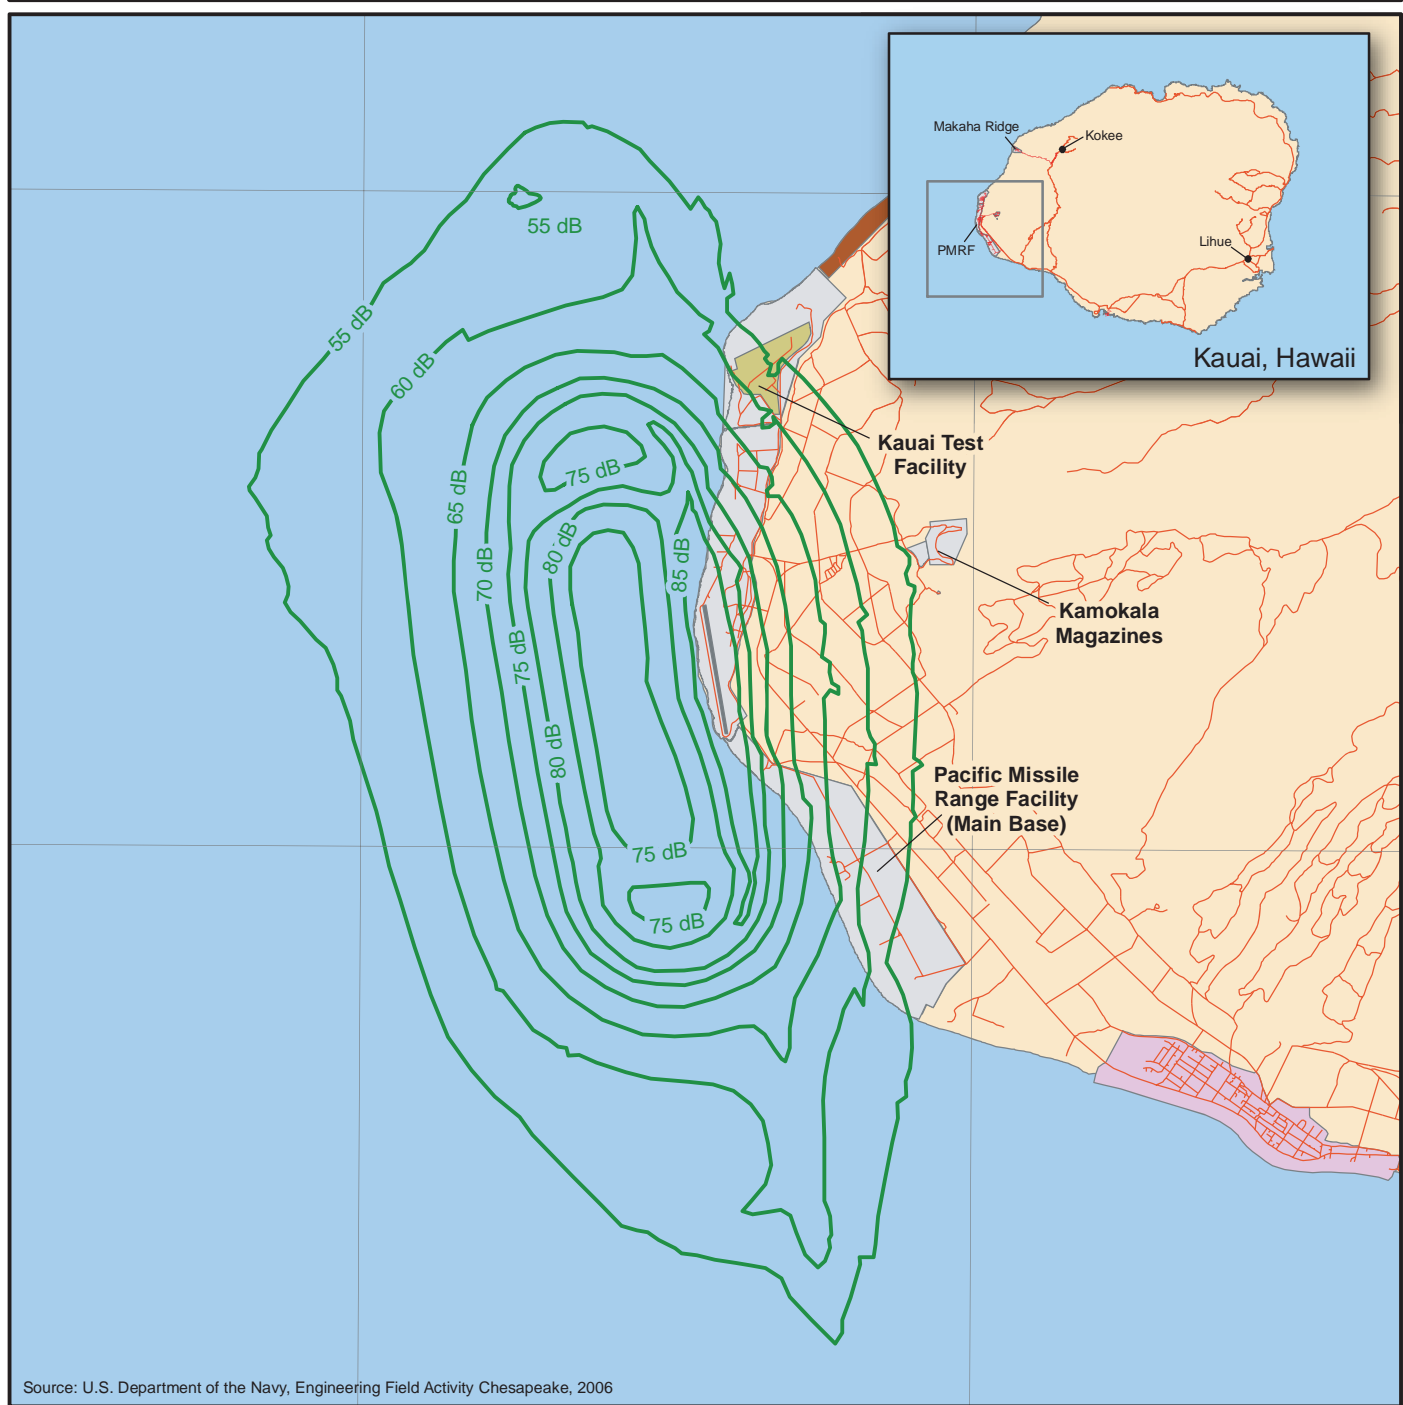 Makaha Ridge
Kokee
PMRF
Lihue
Kauai, Hawaii
55 dB
55 dB
60 dB
65 dB
70 dB
75 dB
75 dB
80 dB
85 dB
80 dB
75 dB
75 dB
Kauai Test
Facility
Kamokala
Magazines
Pacific Missile
Range Facility
(Main Base)
Source: U.S. Department of the Navy, Engineering Field Activity Chesapeake, 2006